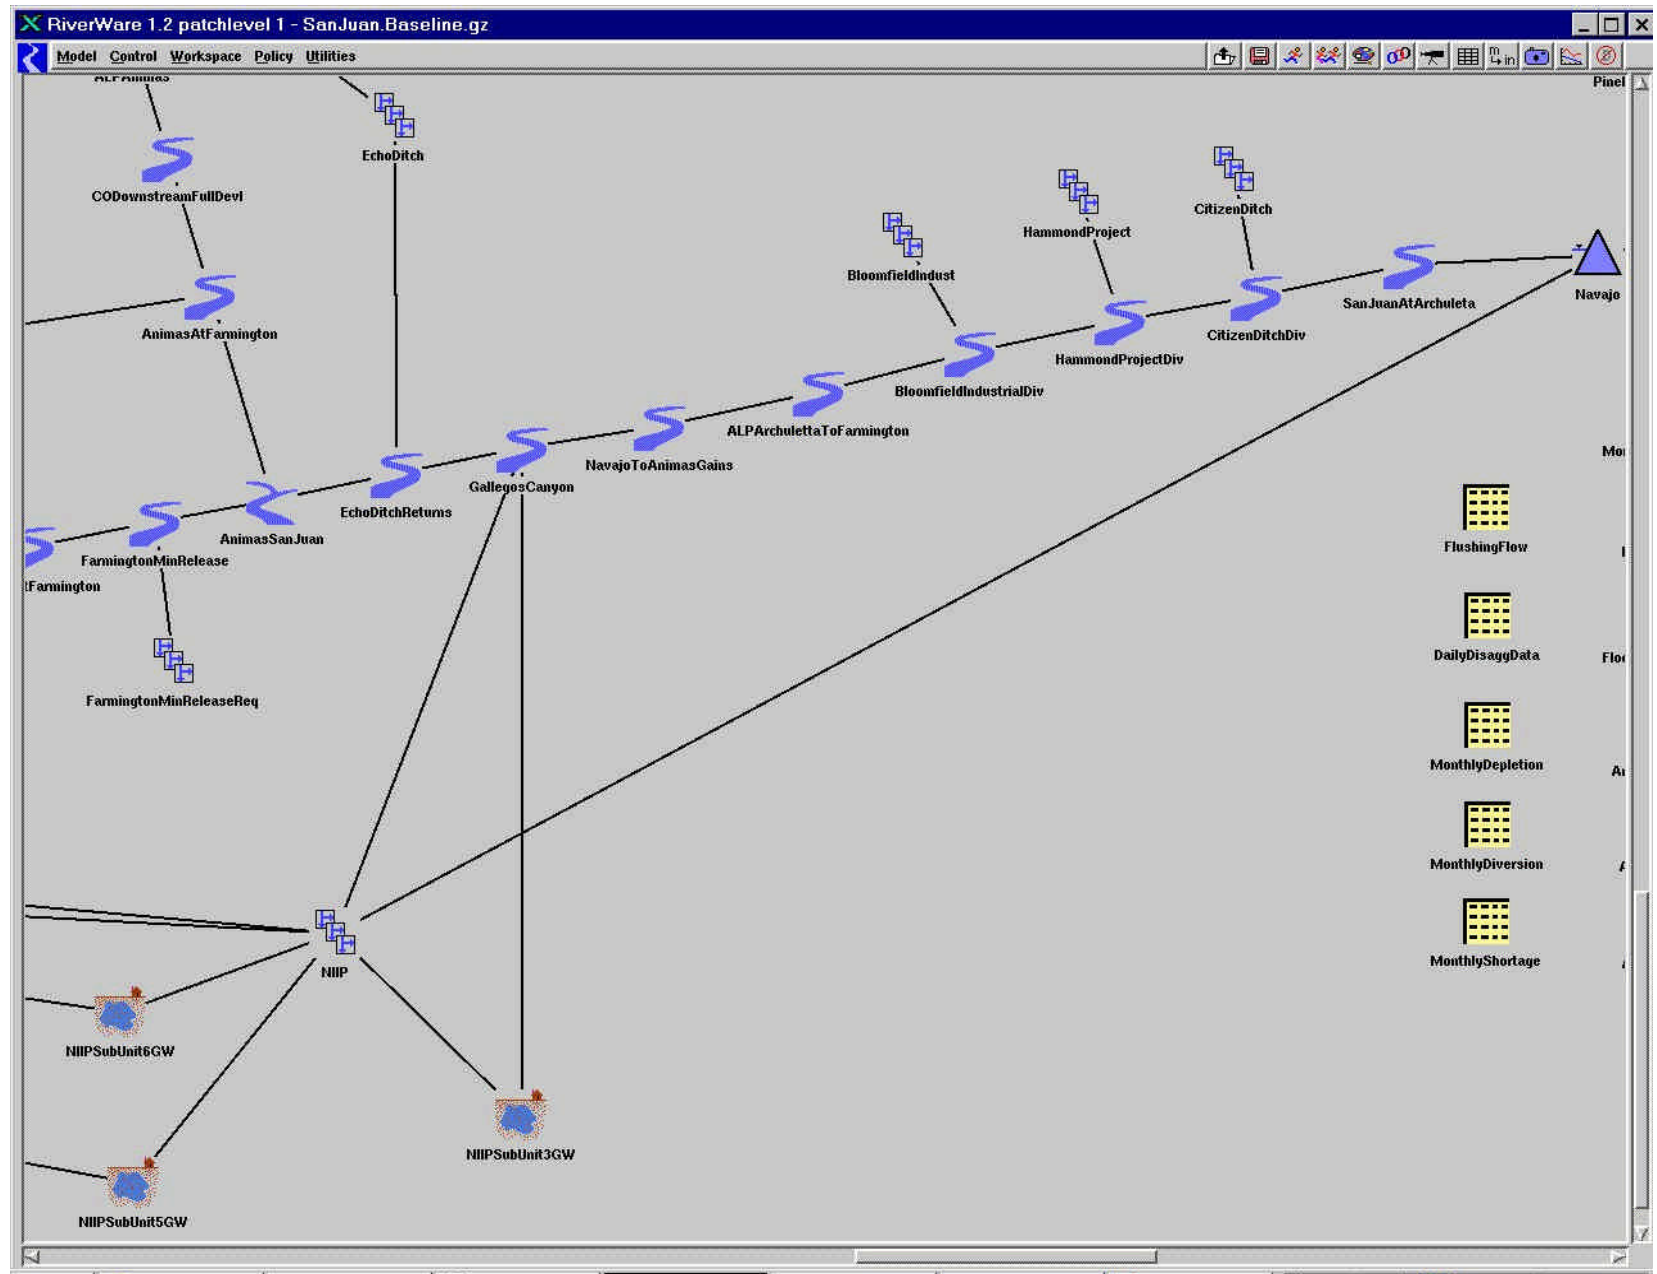 RiverWare 1.2 patchlevel 1 - SanJuan.Baseline.gz
Model Control Workspace Policy Utilities
ALPAnimas
Pinel
EchoDitch
CODownstreamFullDevl
CitizenDitch
HammondProject
BloomfieldIndust
Navajo
SanJuanAtArchuleta
AnimasAtFarmington
CitizenDitchDiv
HammondProjectDiv
BloomfieldIndustrialDiv
ALPArchulettaToFarmington
NavajoToAnimasGains
GallegosCanyon
EchoDitchReturns
AnimasSanJuan
FarmingtonMinRelease
tFarmington
FarmingtonMinReleaseReq
FlushingFlow
DailyDisaggData
MonthlyDepletion
MonthlyDiversion
MonthlyShortage
NIIP
NIIPSubUnit6GW
NIIPSubUnit3GW
NIIPSubUnit5GW